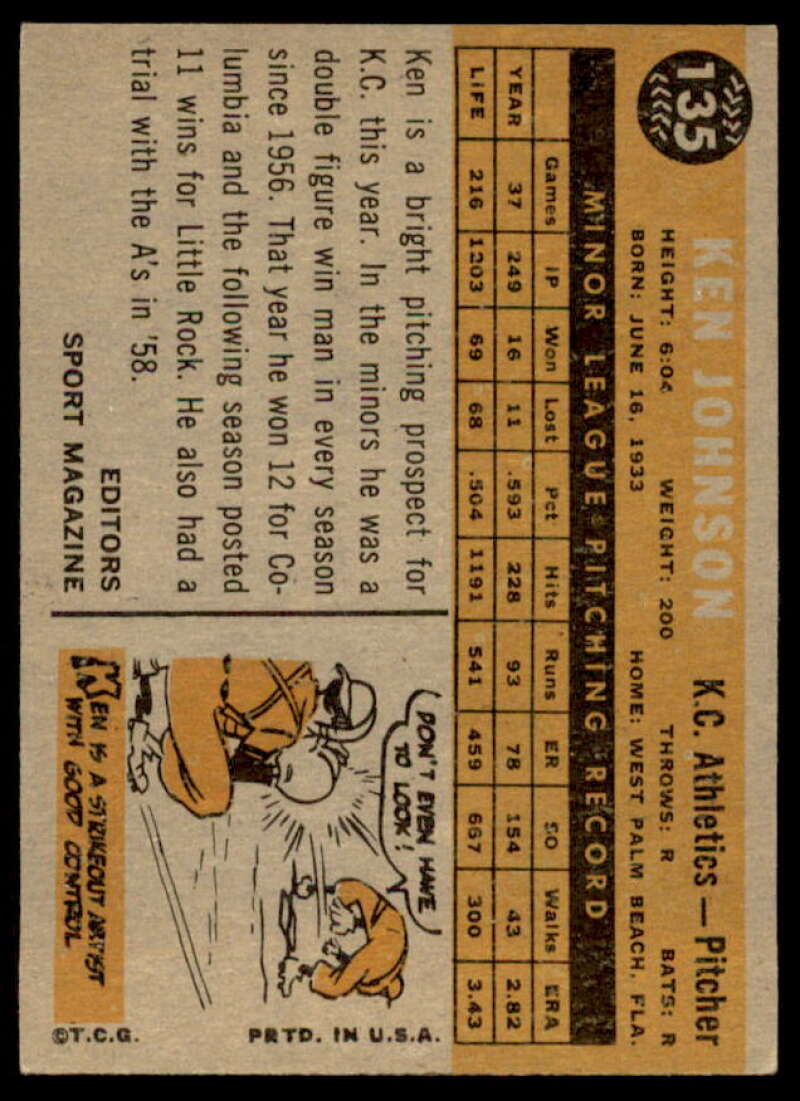 135
KEN JOHNSON K.C. Athletics — Pitcher
HEIGHT: 6:04 WEIGHT: 200 THROWS: R BATS: R
BORN: JUNE 16, 1933 HOME: WEST PALM BEACH, FLA.
MINOR LEAGUE PITCHING RECORD
Games IP Won Lost Pct Hits Runs ER SO Walks ERA
YEAR 37 249 16 11 .593 228 93 78 154 43 2.82
LIFE 216 1203 69 68 .504 1191 541 459 667 300 3.43
Ken is a bright pitching prospect for
K.C. this year. In the minors he was a
double figure win man in every season
since 1956. That year he won 12 for Co-
lumbia and the following season posted
11 wins for Little Rock. He also had a
trial with the A's in '58.
EDITORS
SPORT MAGAZINE
DON'T EVEN HAVE
TO LOOK!
KEN IS A STRIKEOUT ARTIST
WITH GOOD CONTROL
©T.C.G. PRTD. IN U.S.A.